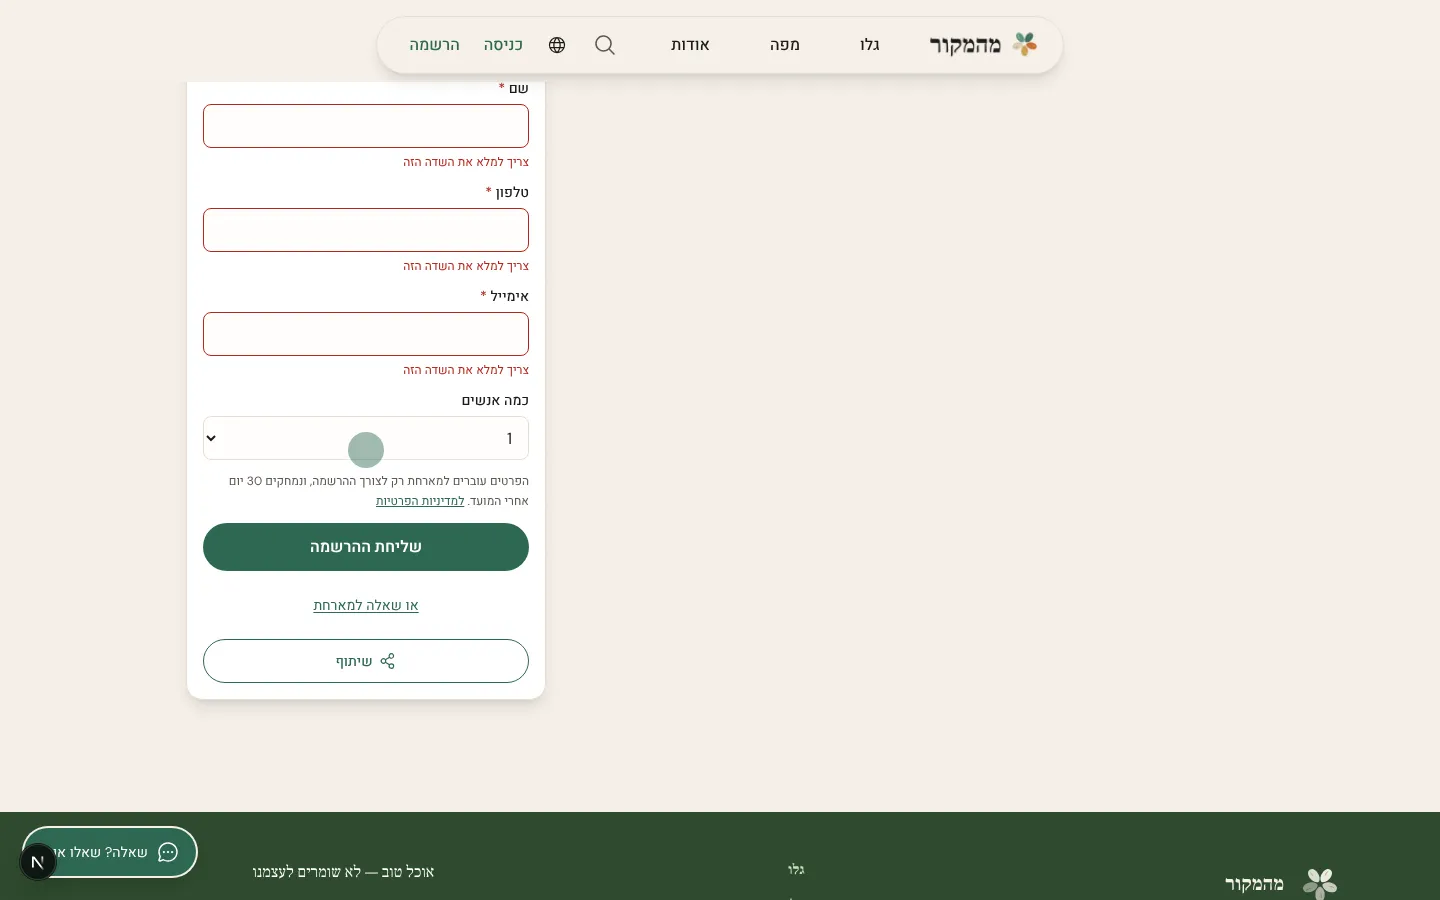 מהמקור
גלו
מפה
אודות
כניסה
הרשמה
שם *
צריך למלא את השדה הזה
טלפון *
צריך למלא את השדה הזה
אימייל *
צריך למלא את השדה הזה
כמה אנשים
1
הפרטים עוברים למארחת רק לצורך ההרשמה, ונמחקים 30 יום
אחרי המועד. למדיניות הפרטיות
שליחת ההרשמה
או שאלה למארחת
שיתוף
מהמקור
גלו
אוכל טוב — לא שומרים לעצמנו
שאלה? שאלו
N